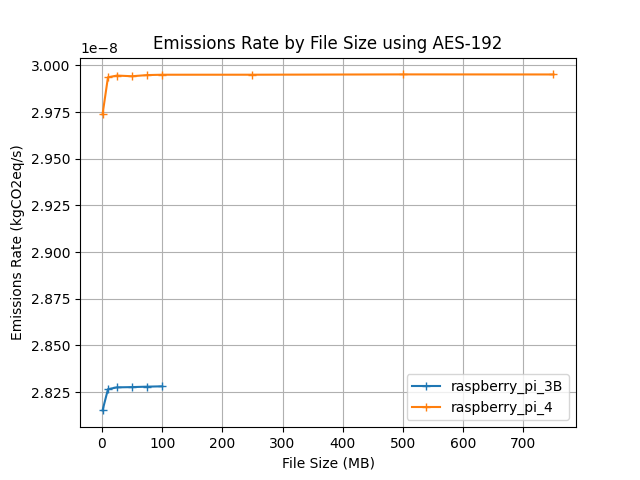 Emissions Rate by File Size using AES-192
1e−8
3.000
2.975
2.950
2.925
2.900
2.875
2.850
2.825
Emissions Rate (kgCO2eq/s)
0 100 200 300 400 500 600 700
File Size (MB)
raspberry_pi_3B
raspberry_pi_4